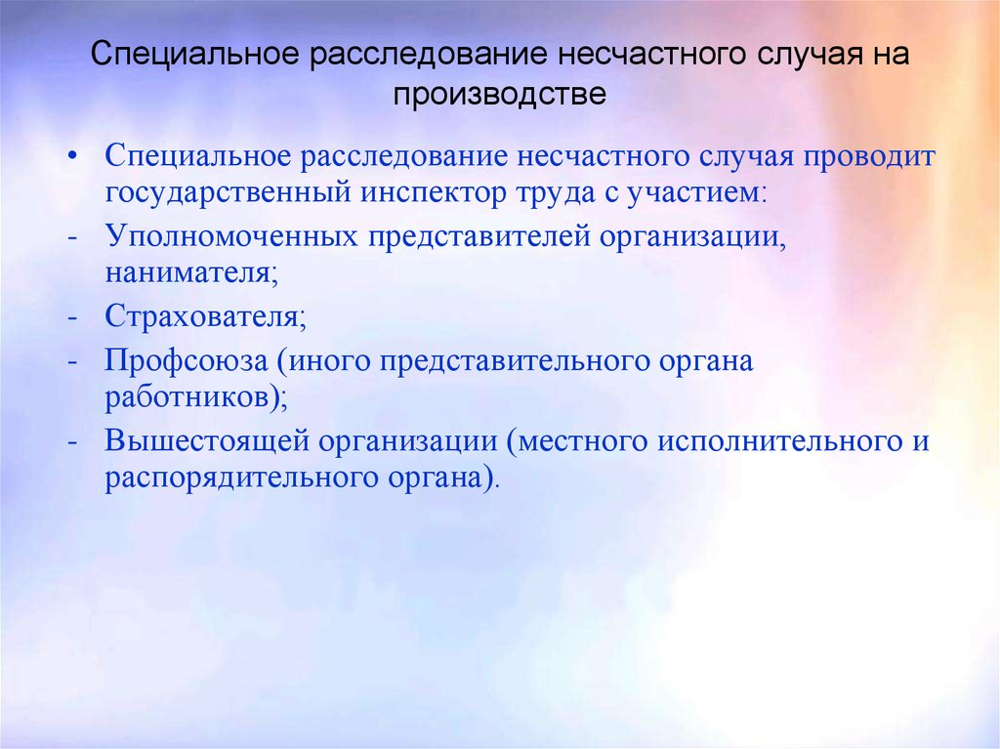 Специальное расследование несчастного случая на
производстве
• Специальное расследование несчастного случая проводит
государственный инспектор труда с участием:
- Уполномоченных представителей организации,
нанимателя;
- Страхователя;
- Профсоюза (иного представительного органа
работников);
- Вышестоящей организации (местного исполнительного и
распорядительного органа).